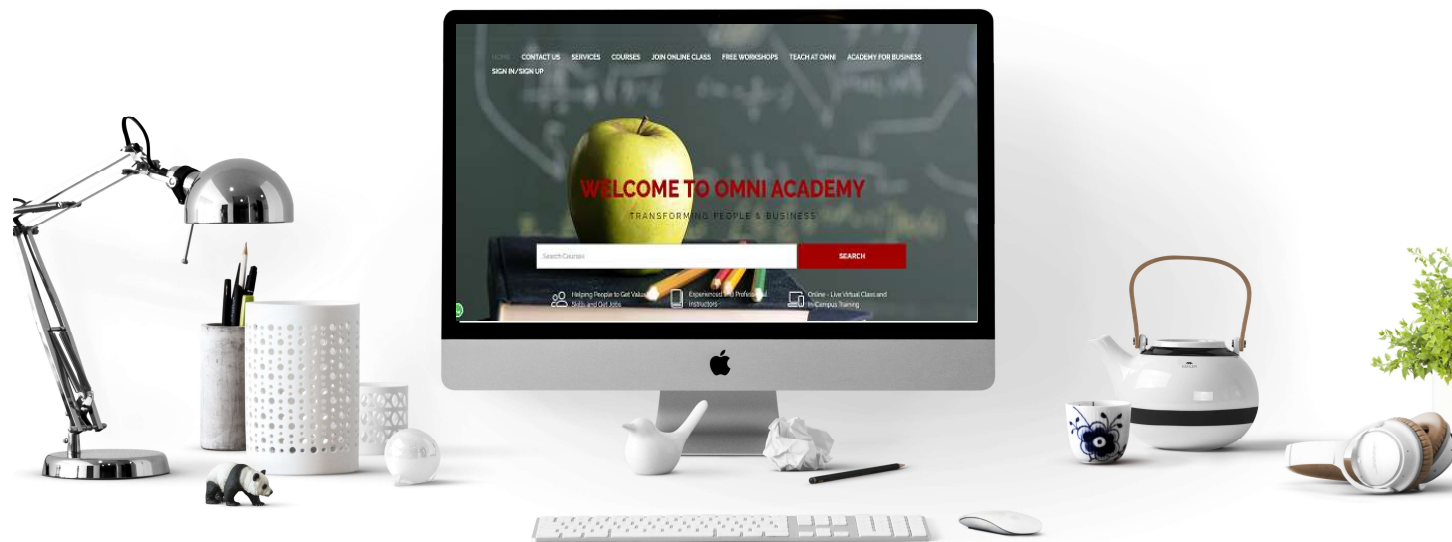 HOME CONTACT US SERVICES COURSES JOIN ONLINE CLASS FREE WORKSHOPS TEACH AT OMNI ACADEMY FOR BUSINESS
SIGN IN/SIGN UP
WELCOME TO OMNI ACADEMY
TRANSFORMING PEOPLE & BUSINESS
Search Courses
SEARCH
Helping People to Get
Skills and Get Jobs
Experienced and Professional
Instructors
Online - Live Virtual Class and
In-Campus Training